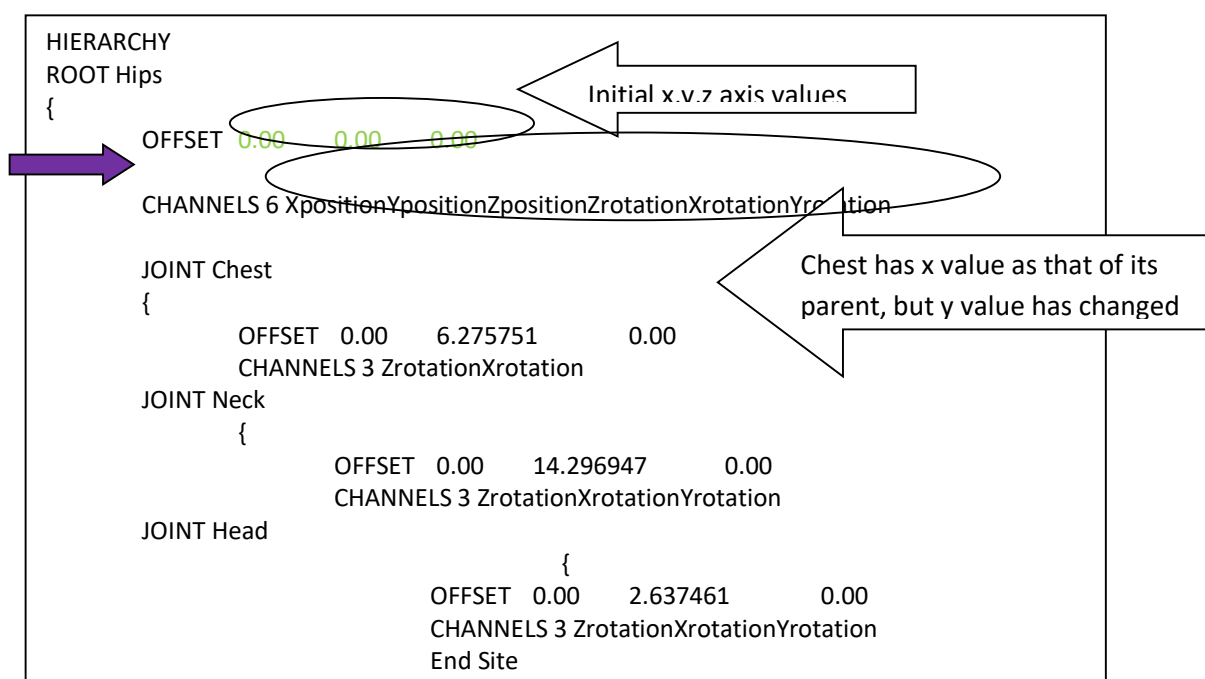 HIERARCHY
ROOT Hips
{
OFFSET 0.00 0.00 0.00
Initial x,y,z axis values
CHANNELS 6 XpositionYpositionZpositionZrotationXrotationYrotation
JOINT Chest
{
OFFSET 0.00 6.275751 0.00
CHANNELS 3 ZrotationXrotation
Chest has x value as that of its
parent, but y value has changed
JOINT Neck
{
OFFSET 0.00 14.296947 0.00
CHANNELS 3 ZrotationXrotationYrotation
JOINT Head
{
OFFSET 0.00 2.637461 0.00
CHANNELS 3 ZrotationXrotationYrotation
End Site